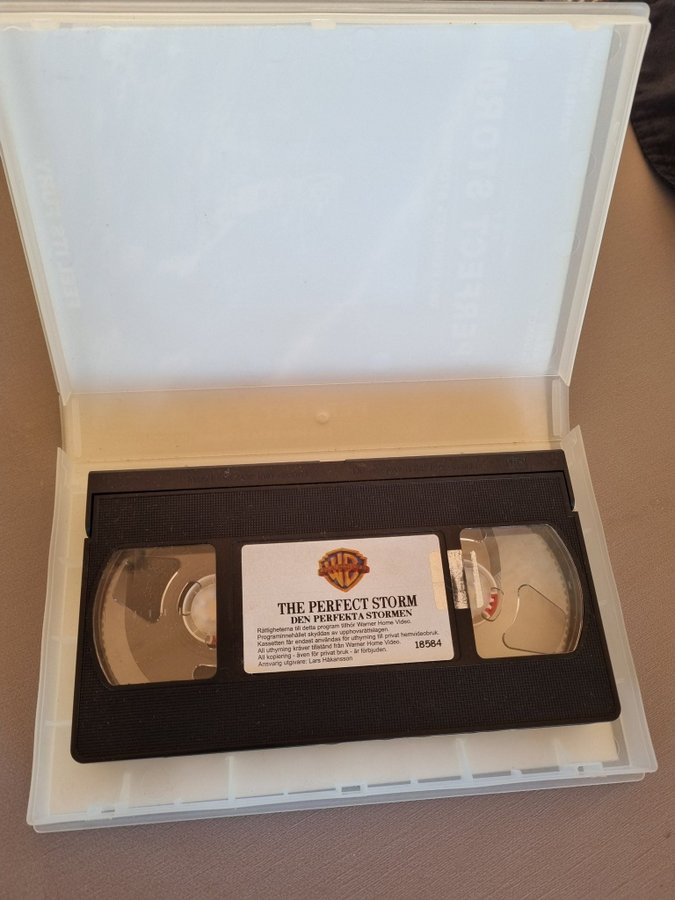 THE PERFECT STORM
DEN PERFEKTA STORMEN
Rättigheterna till detta program tillhör Warner Home Video.
Programinnehållet skyddas av upphovsrättslagen.
Kassetten får endast användas för uthyrning till privat hemvideobruk.
All uthyrning kräver tillstånd från Warner Home Video.
All kopiering - även för privat bruk - är förbjuden.
Ansvarig utgivare: Lars Håkansson
18584